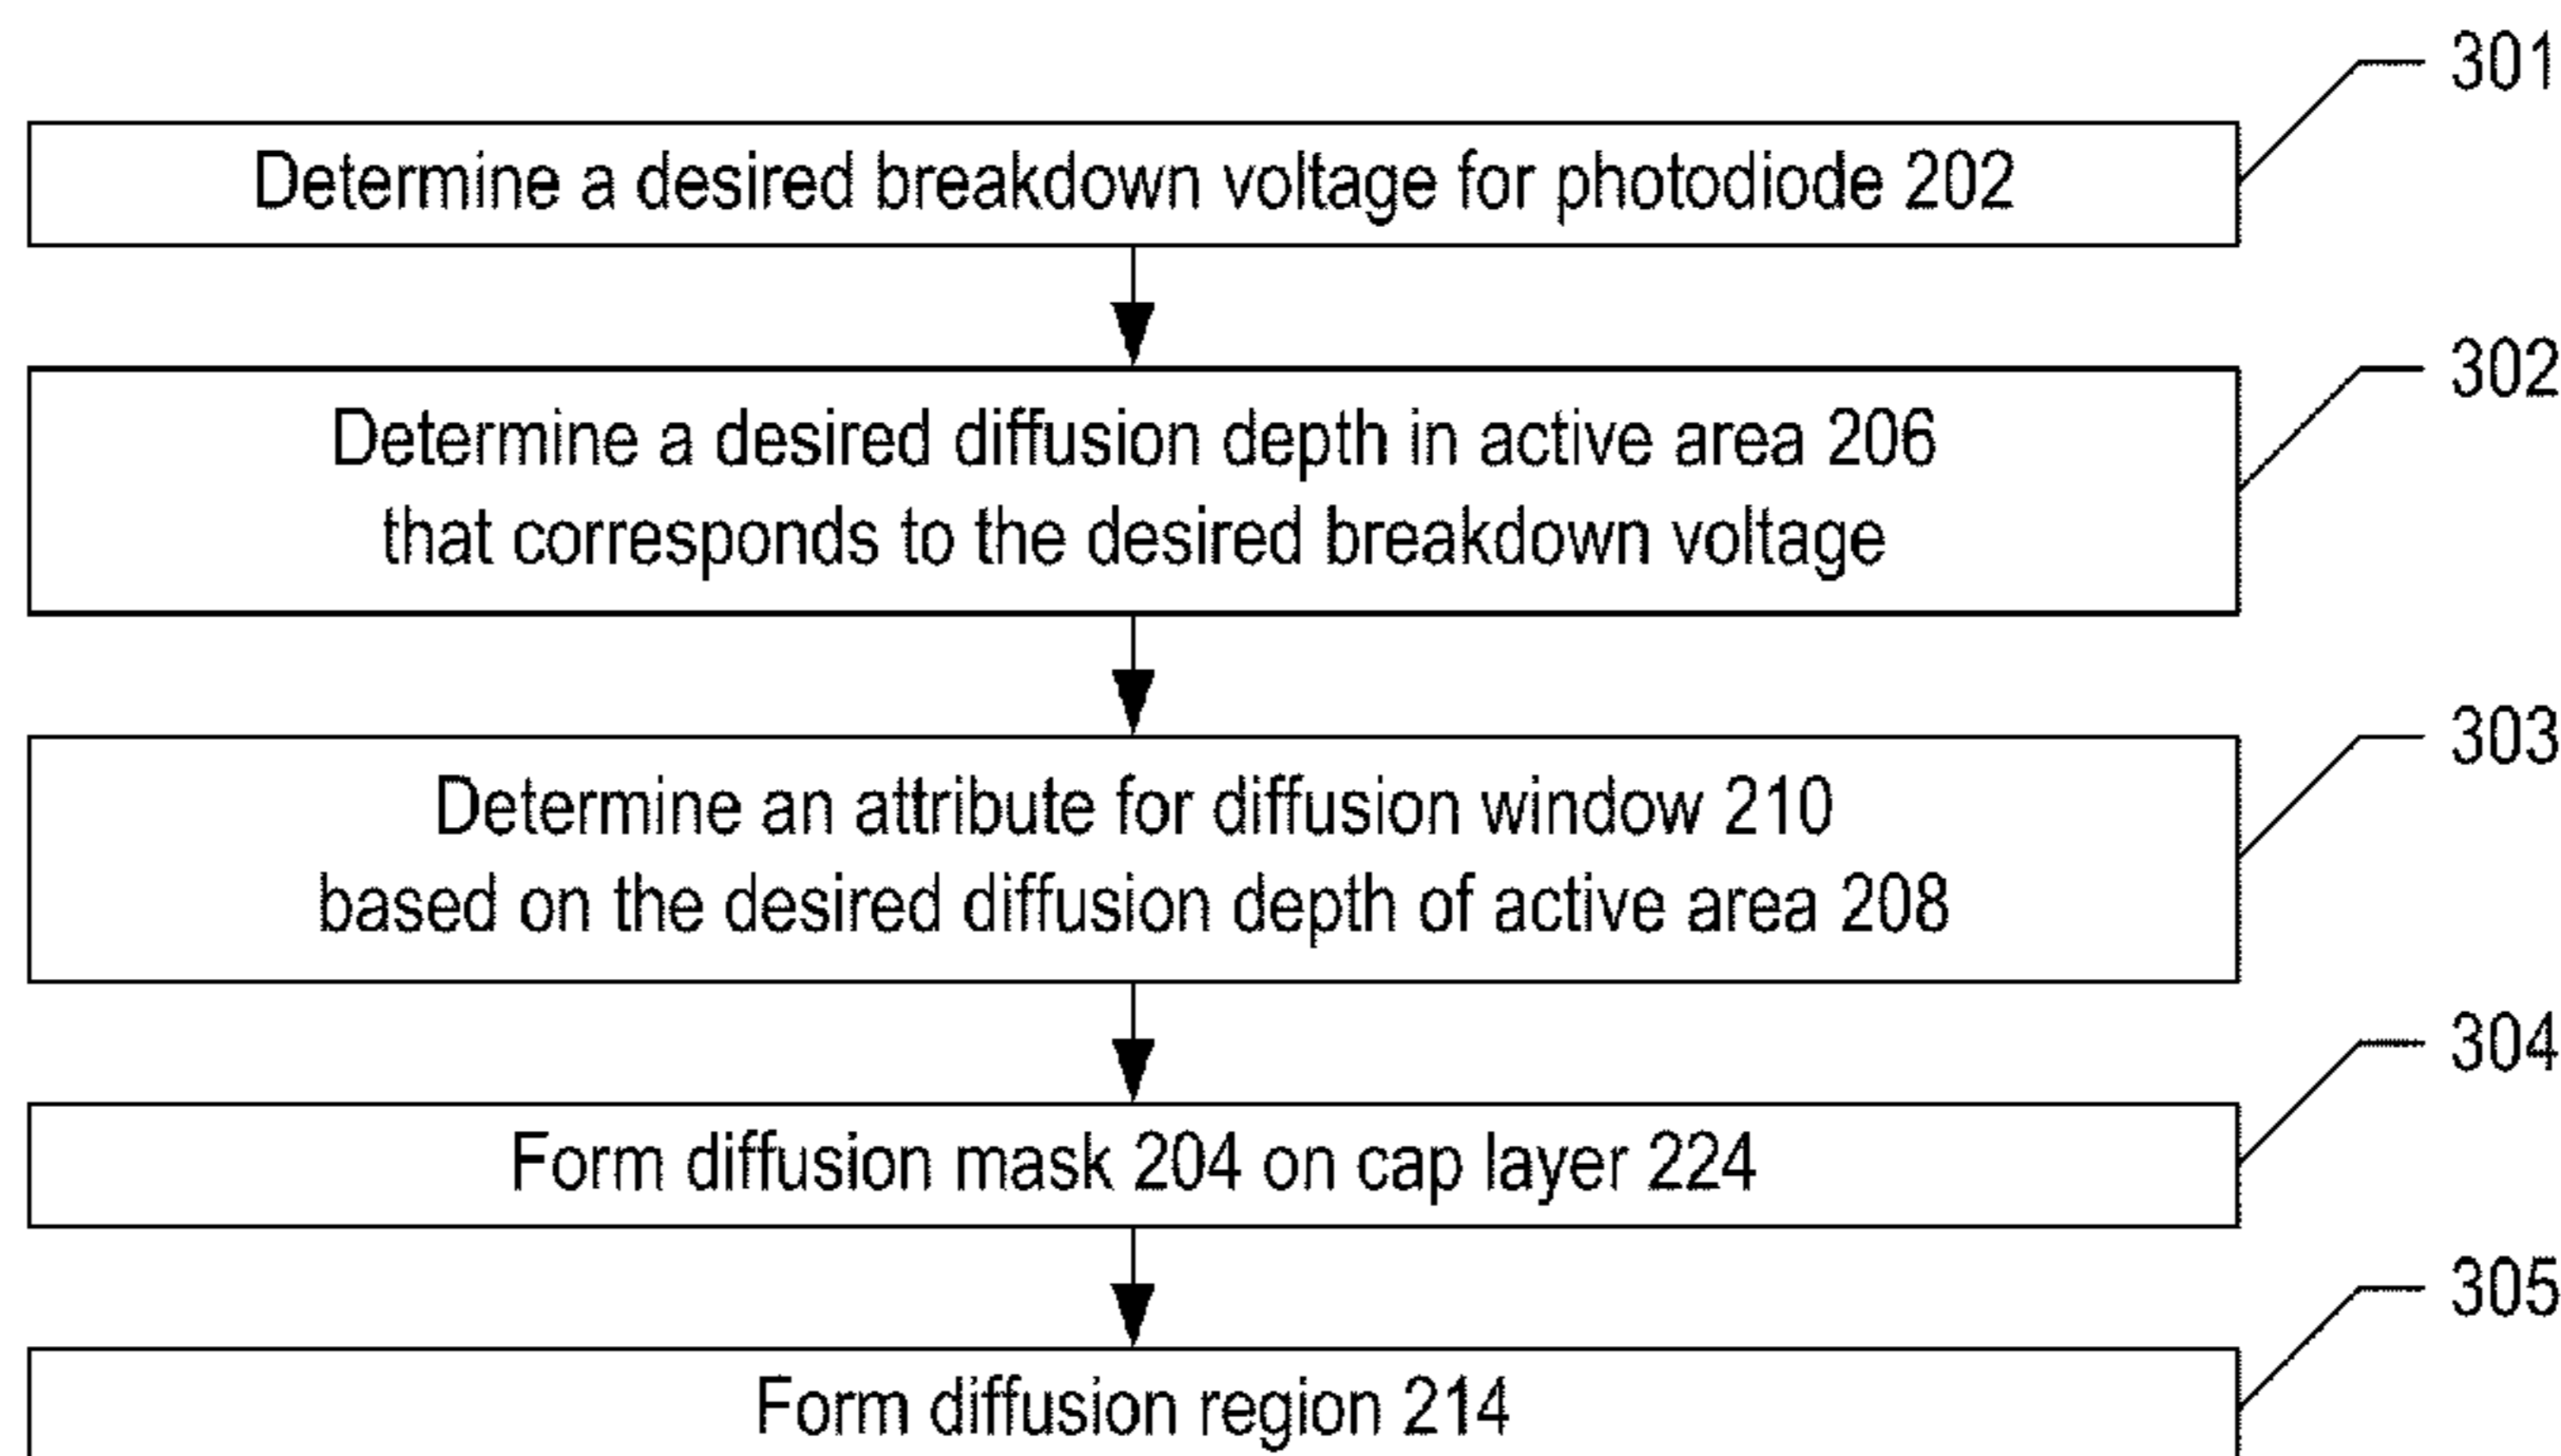 301
Determine a desired breakdown voltage for photodiode 202
302
Determine a desired diffusion depth in active area 206
that corresponds to the desired breakdown voltage
303
Determine an attribute for diffusion window 210
based on the desired diffusion depth of active area 208
304
Form diffusion mask 204 on cap layer 224
305
Form diffusion region 214